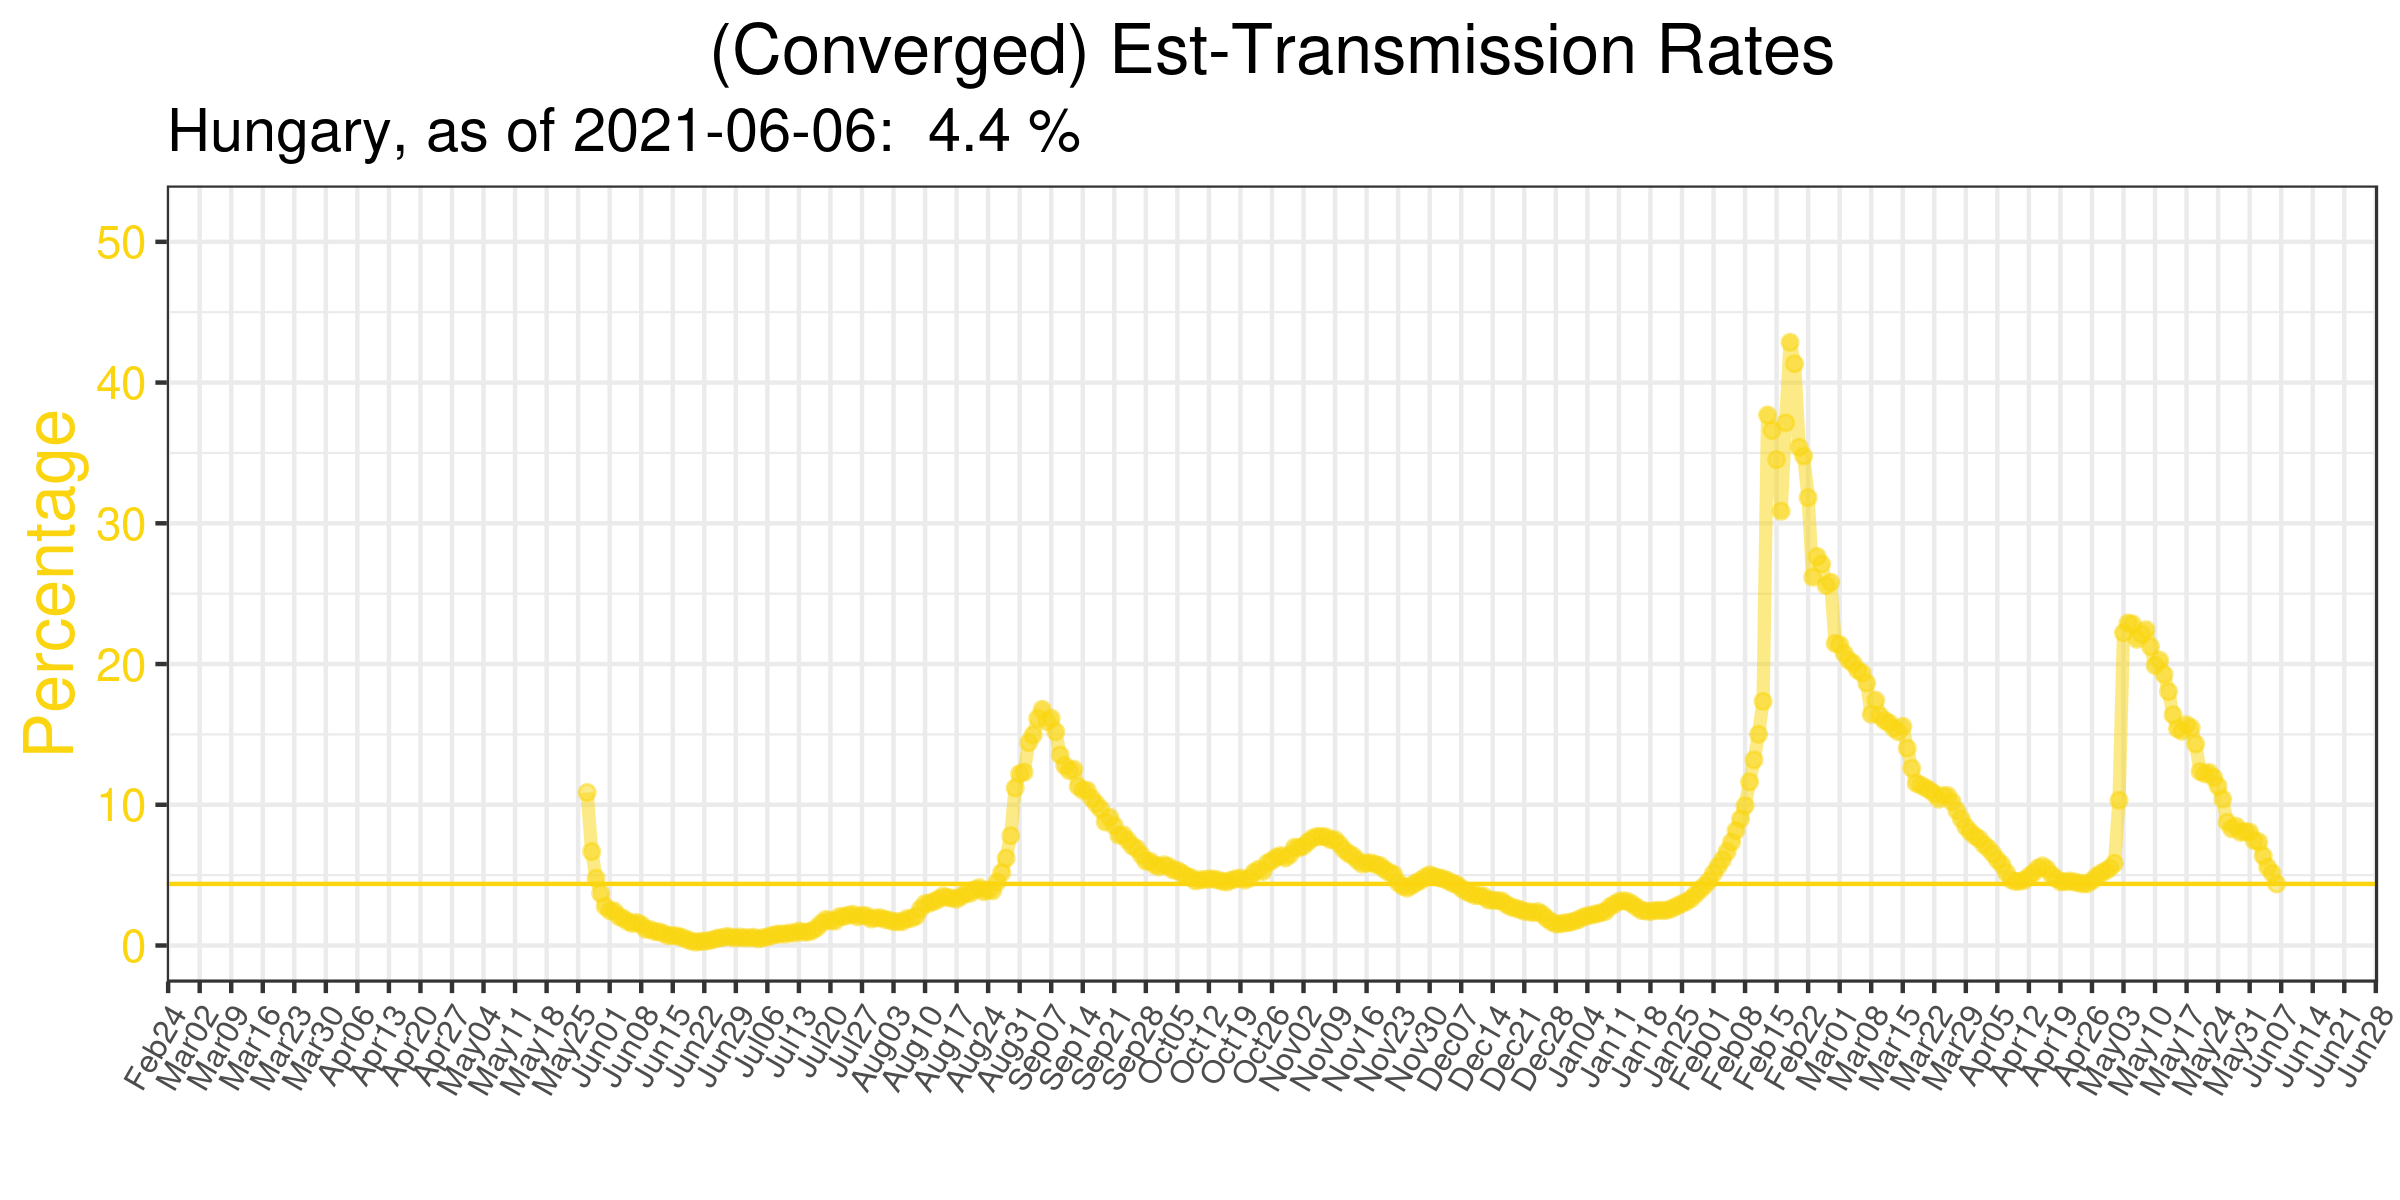 (Converged) Est-Transmission Rates
Hungary, as of 2021-06-06:  4.4 %
Percentage
50
40
30
20
10
0
Feb24
Mar02
Mar09
Mar16
Mar23
Mar30
Apr06
Apr13
Apr20
Apr27
May04
May11
May18
May25
Jun01
Jun08
Jun15
Jun22
Jun29
Jul06
Jul13
Jul20
Jul27
Aug03
Aug10
Aug17
Aug24
Aug31
Sep07
Sep14
Sep21
Sep28
Oct05
Oct12
Oct19
Oct26
Nov02
Nov09
Nov16
Nov23
Nov30
Dec07
Dec14
Dec21
Dec28
Jan04
Jan11
Jan18
Jan25
Feb01
Feb08
Feb15
Feb22
Mar01
Mar08
Mar15
Mar22
Mar29
Apr05
Apr12
Apr19
Apr26
May03
May10
May17
May24
May31
Jun07
Jun14
Jun21
Jun28